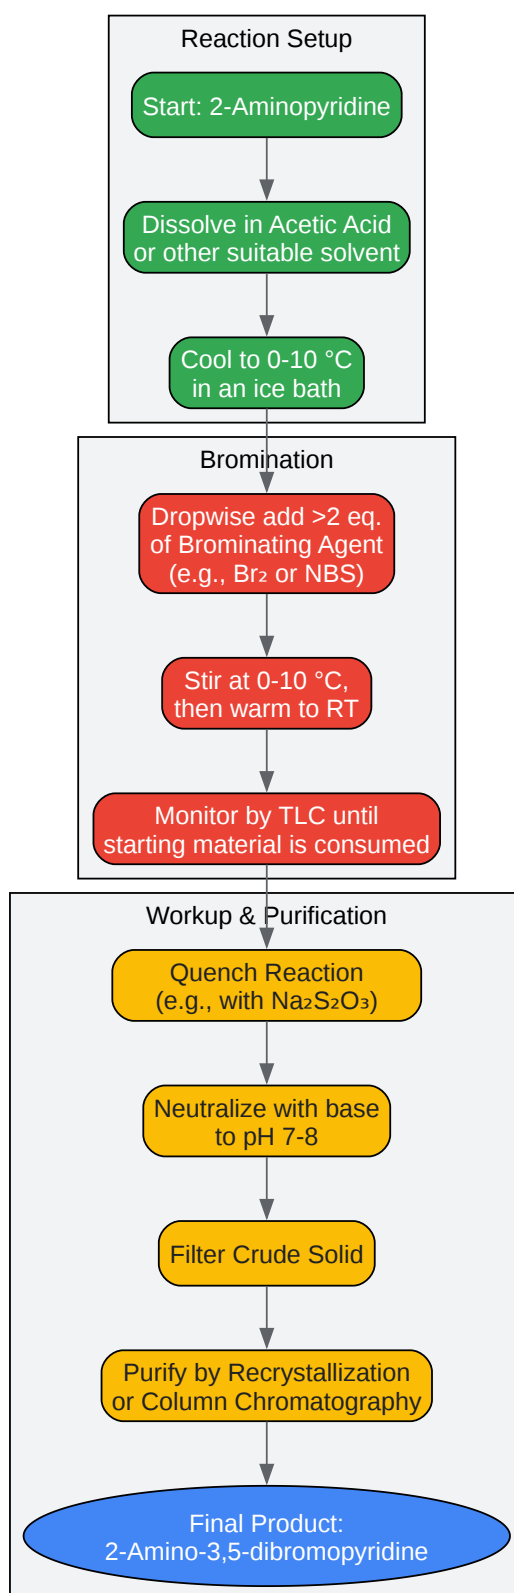 Reaction Setup
Start: 2-Aminopyridine
Dissolve in Acetic Acid
or other suitable solvent
Cool to 0-10 °C
in an ice bath
Bromination
Dropwise add >2 eq.
of Brominating Agent
(e.g., Br₂ or NBS)
Stir at 0-10 °C,
then warm to RT
Monitor by TLC until
starting material is consumed
Workup & Purification
Quench Reaction
(e.g., with Na₂S₂O₃)
Neutralize with base
to pH 7-8
Filter Crude Solid
Purify by Recrystallization
or Column Chromatography
Final Product:
2-Amino-3,5-dibromopyridine